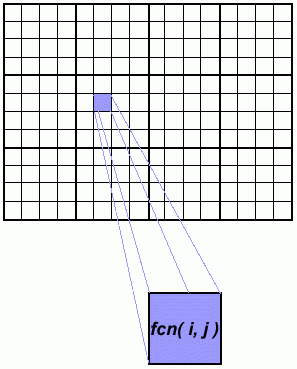 fcn( i, j )